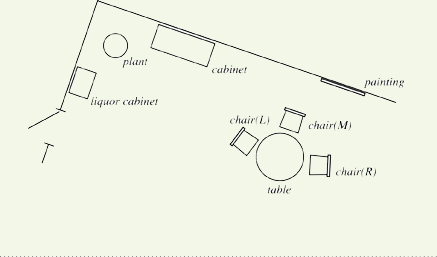 plant
cabinet
painting
liquor cabinet
chair(L)
chair(M)
chair(R)
table